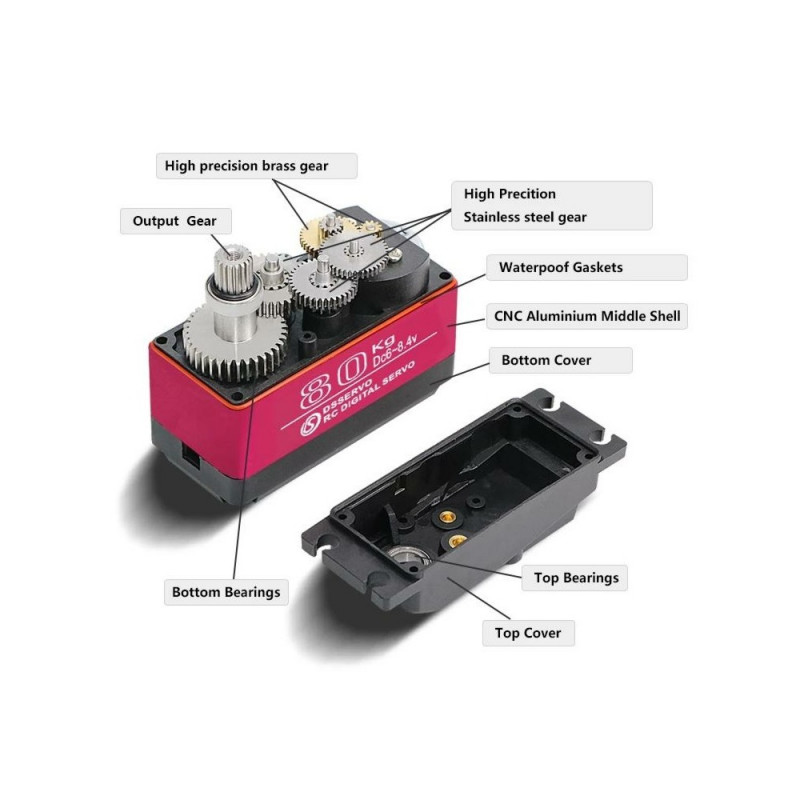 High precision brass gear
High Precition
Stainless steel gear
Output Gear
Waterpoof Gaskets
CNC Aluminium Middle Shell
Bottom Cover
80 Kg
Dc6-8.4v
DSSERVO
RC DIGITAL SERVO
Bottom Bearings
Top Bearings
Top Cover